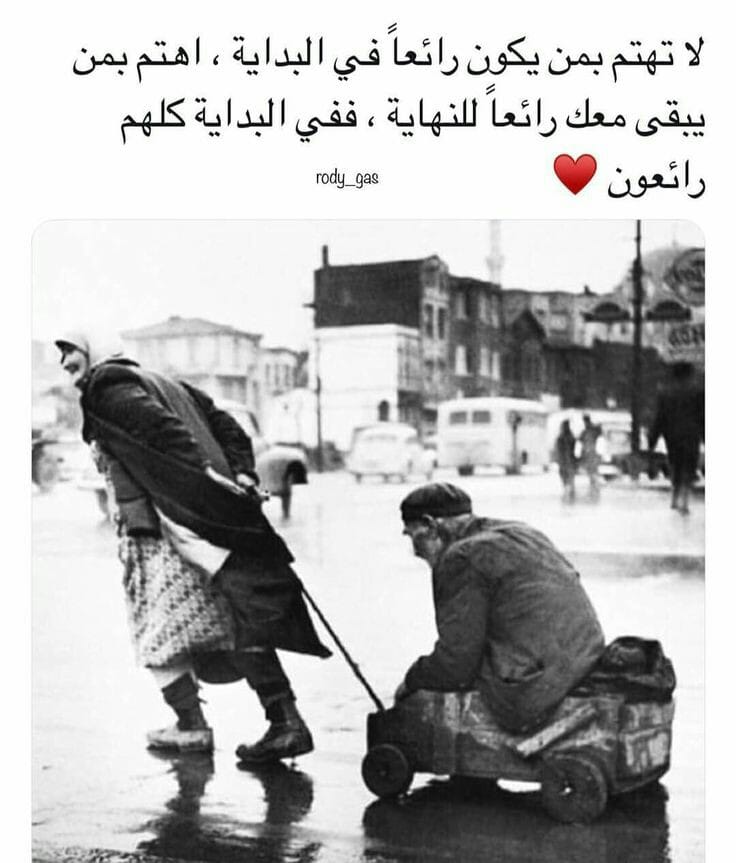 لا تهتم بمن يكون رائعاً في البداية ، اهتم بمن
يبقى معك رائعاً للنهاية ، ففي البداية كلهم
رائعون ♥️
rody_gas